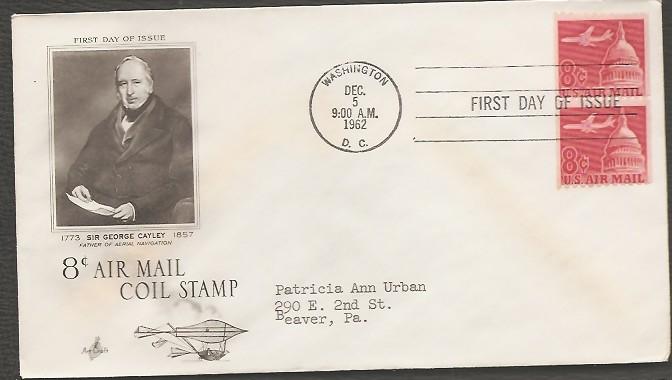 FIRST DAY OF ISSUE
1773 SIR GEORGE CAYLEY 1857
FATHER OF AERIAL NAVIGATION
8¢ AIR MAIL
COIL STAMP
ArtCraft
WASHINGTON
DEC.
5
9:00 A.M.
1962
D. C.
FIRST DAY OF ISSUE
8¢
U.S. AIR MAIL
8¢
U.S. AIR MAIL
Patricia Ann Urban
290 E. 2nd St.
Beaver, Pa.